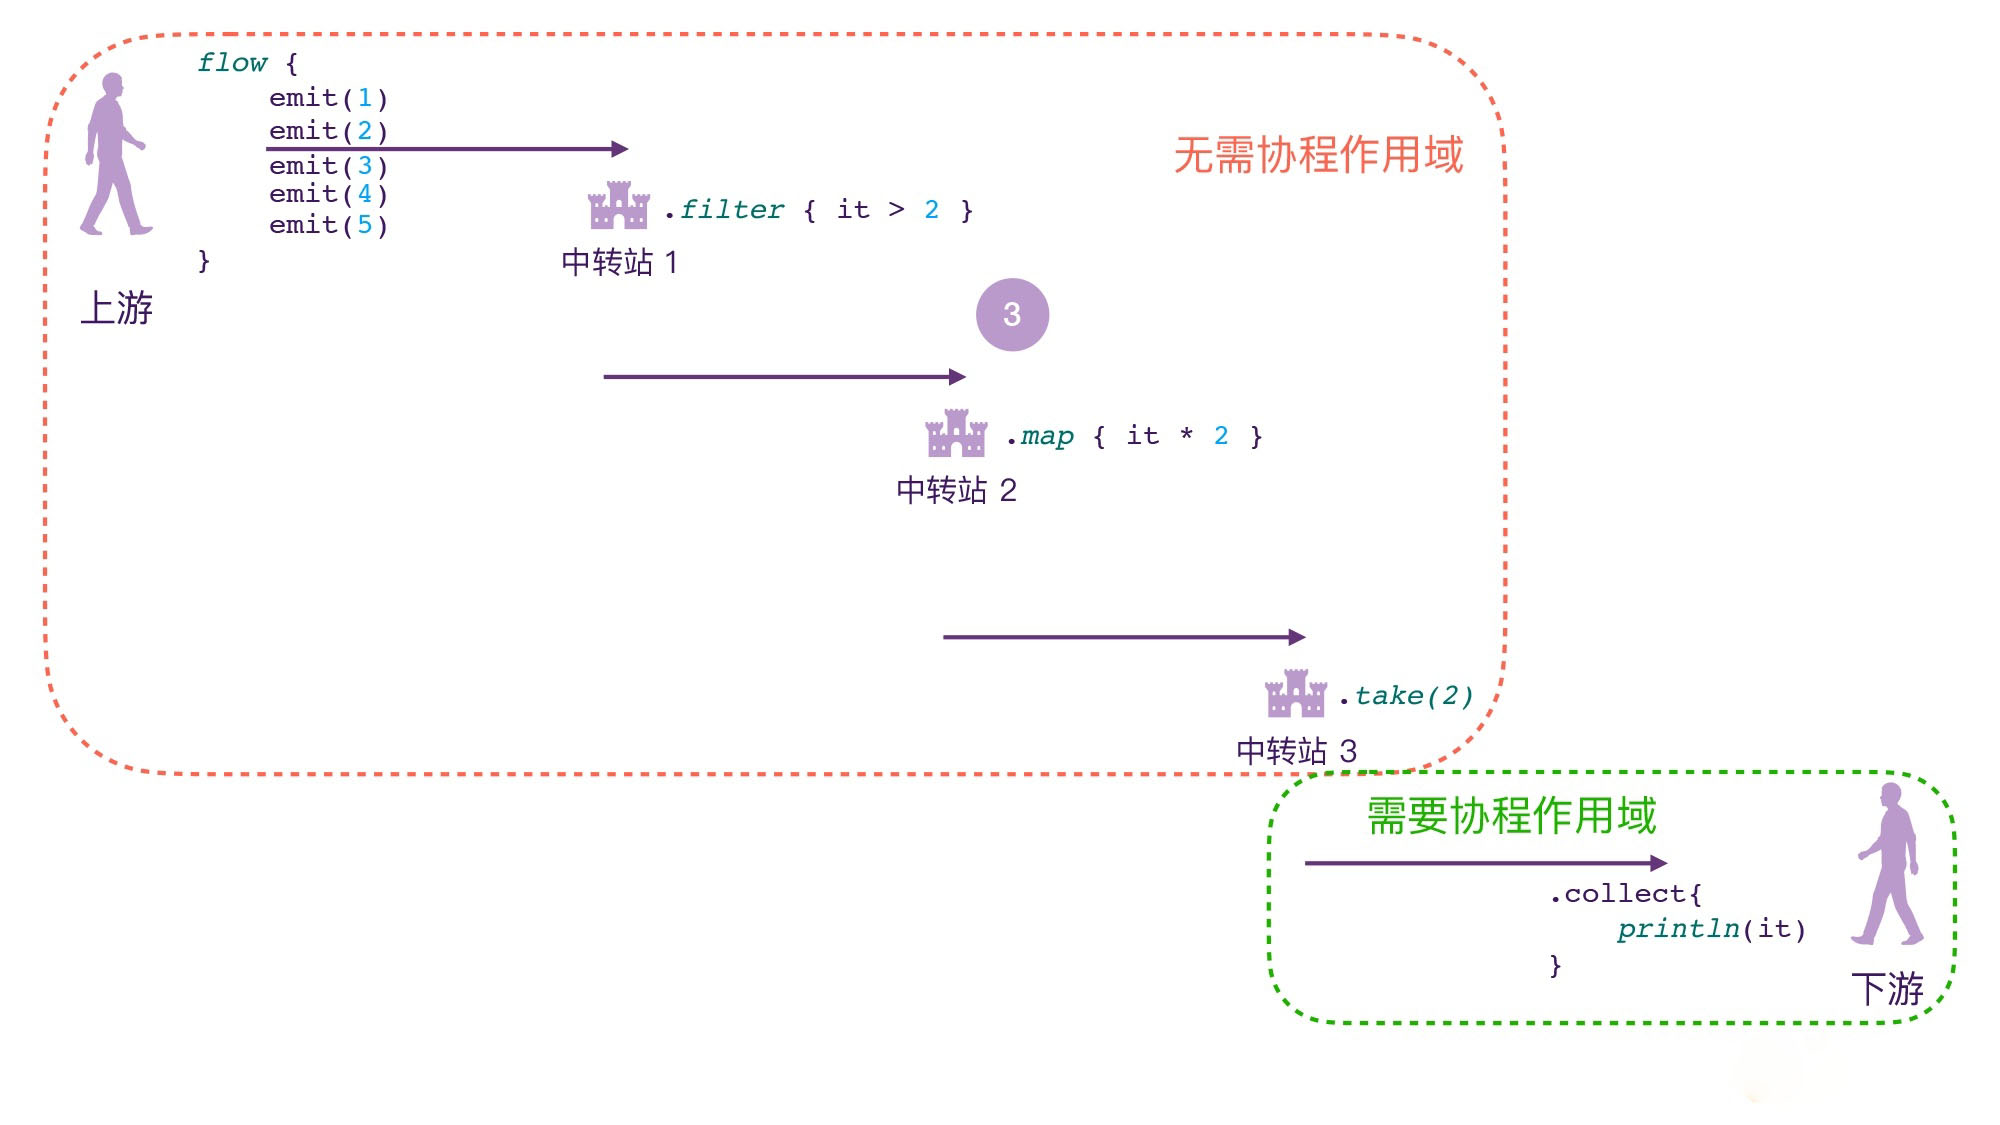 flow {
emit(1)
emit(2)
emit(3)
emit(4)
emit(5)
}
上游
无需协程作用域
.filter { it > 2 }
中转站 1
3
.map { it * 2 }
中转站 2
.take(2)
中转站 3
需要协程作用域
.collect{
println(it)
}
下游